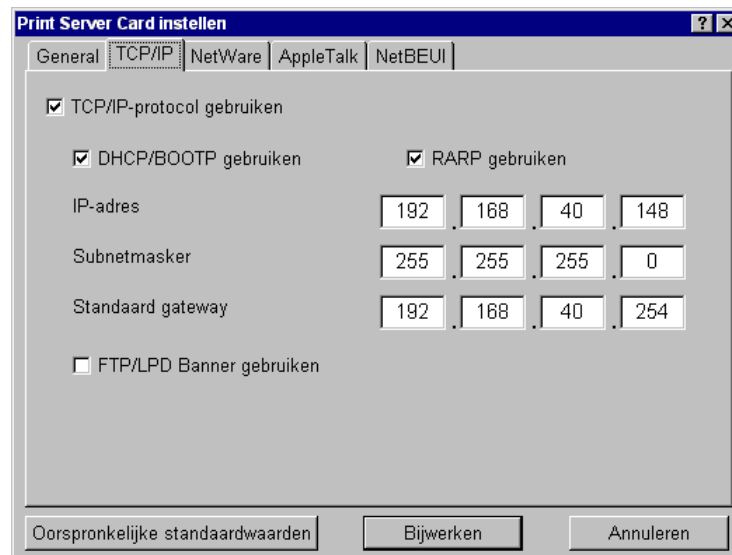 Print Server Card instellen
General TCP/IP NetWare AppleTalk NetBEUI
TCP/IP-protocol gebruiken
DHCP/BOOTP gebruiken RARP gebruiken
IP-adres 192 . 168 . 40 . 148
Subnetmasker 255 . 255 . 255 . 0
Standaard gateway 192 . 168 . 40 . 254
FTP/LPD Banner gebruiken
Oorspronkelijke standaardwaarden Bijwerken Annuleren